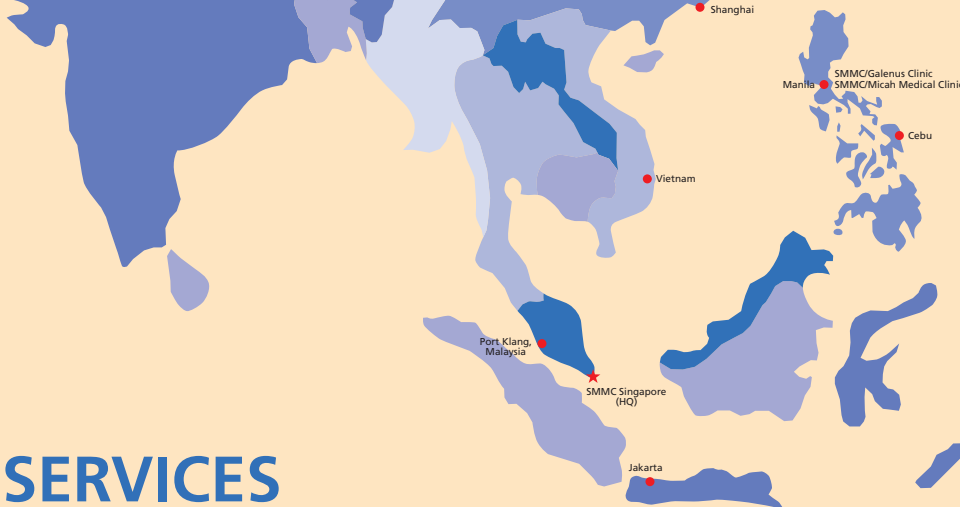 Shanghai
SMMC/Galenus Clinic
Manila
SMMC/Micah Medical Clinic
Cebu
Vietnam
Port Klang,
Malaysia
SMMC Singapore
(HQ)
Jakarta
SERVICES